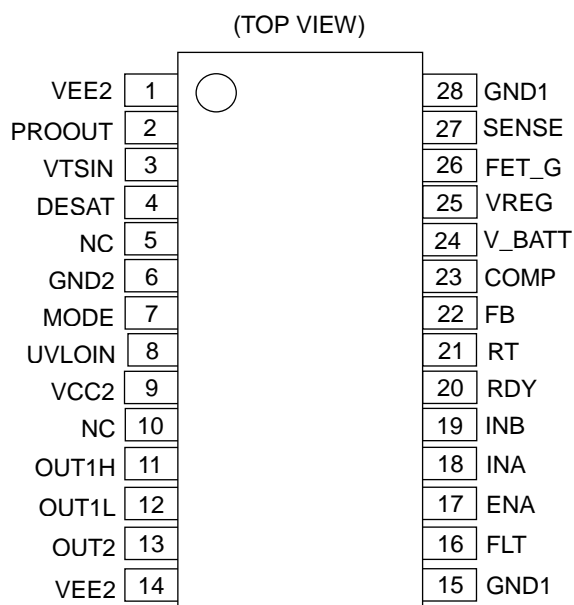 (TOP VIEW)
VEE2 1 28 GND1
PROOUT 2 27 SENSE
VTSIN 3 26 FET_G
DESAT 4 25 VREG
NC 5 24 V_BATT
GND2 6 23 COMP
MODE 7 22 FB
UVLOIN 8 21 RT
VCC2 9 20 RDY
NC 10 19 INB
OUT1H 11 18 INA
OUT1L 12 17 ENA
OUT2 13 16 FLT
VEE2 14 15 GND1